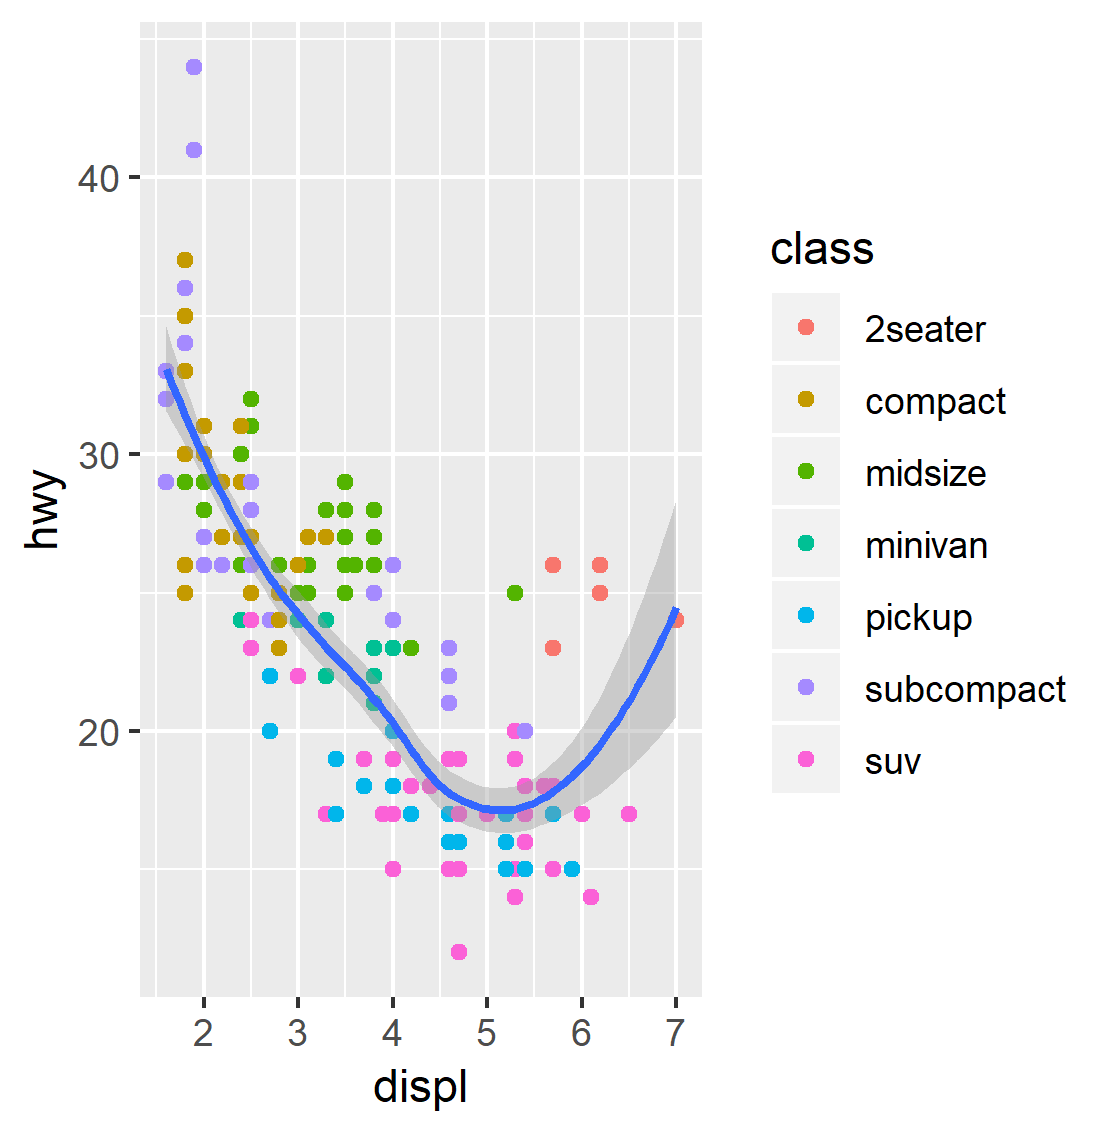 40
30
20
hwy
2 3 4 5 6 7
displ
class
2seater
compact
midsize
minivan
pickup
subcompact
suv